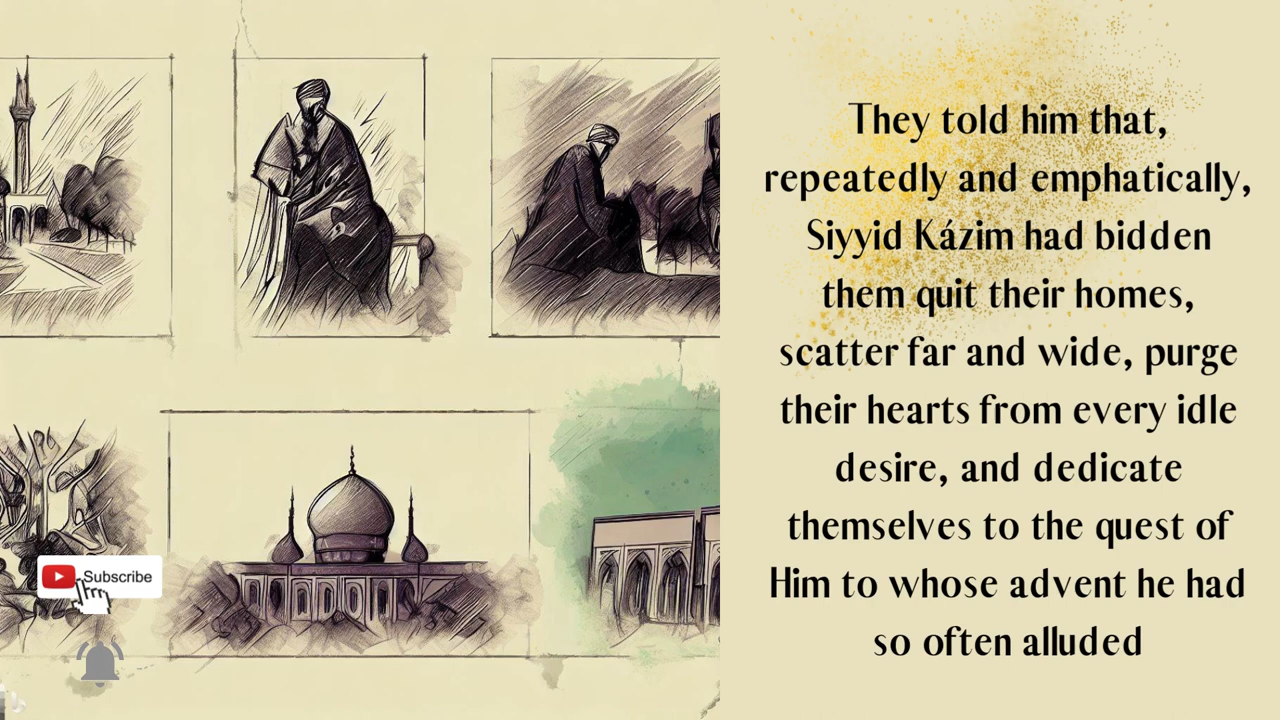 They told him that,
repeatedly and emphatically,
Siyyid Kázim had bidden
them quit their homes,
scatter far and wide, purge
their hearts from every idle
desire, and dedicate
themselves to the quest of
Him to whose advent he had
so often alluded
Subscribe